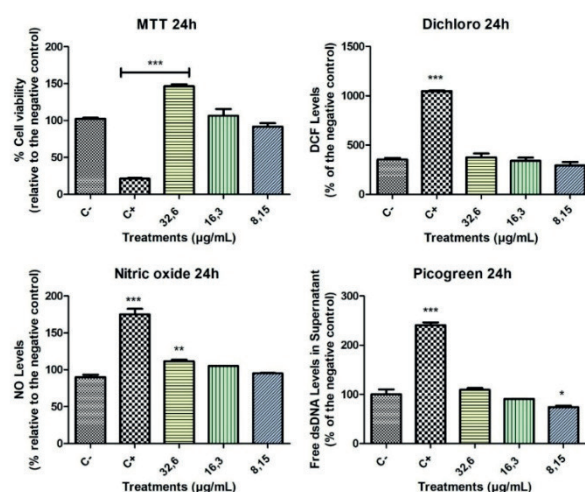 MTT 24h
% Cell viability
(relative to the negative control)
200
150
100
50
0
***
C-
C+
32,6
16,3
8,15
Treatments (µg/mL)
Dichloro 24h
DCF Levels
(% of the negative control)
1500
1000
500
0
***
C-
C+
32,6
16,3
8,15
Treatments (µg/mL)
Nitric oxide 24h
NO Levels
(% relative to the negative control)
200
150
100
50
0
***
**
C-
C+
32,6
16,3
8,15
Treatments (µg/mL)
Picogreen 24h
Free dsDNA Levels in Supernatant
(% of the negative control)
300
200
100
0
***
*
C-
C+
32,6
16,3
8,15
Treatments (µg/mL)